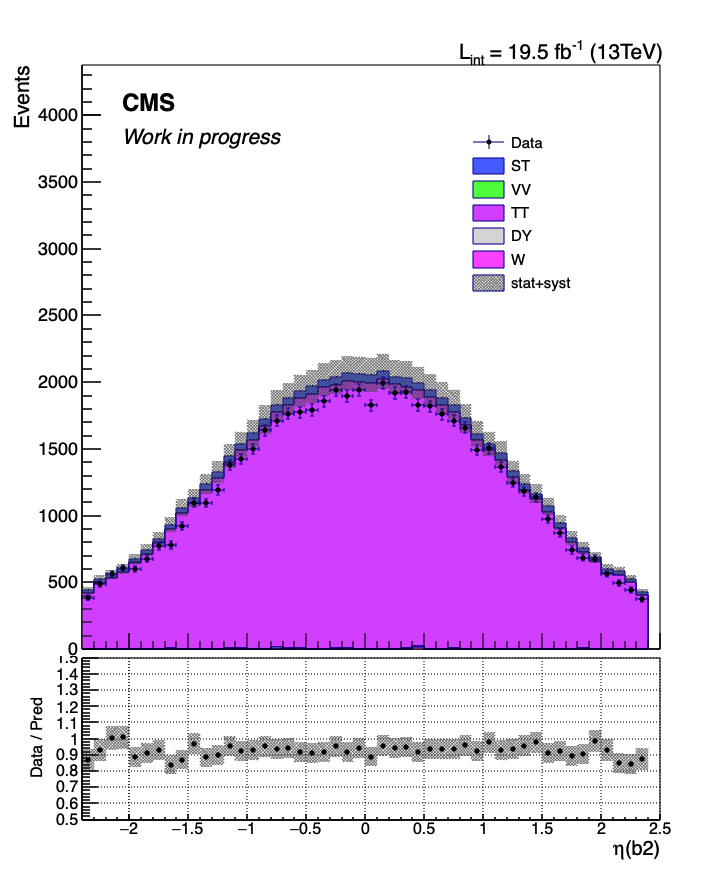 L_int = 19.5 fb⁻¹ (13TeV)
Events
CMS
Work in progress
Data
ST
VV
TT
DY
W
stat+syst
4000
3500
3000
2500
2000
1500
1000
500
0
Data / Pred
1.5
1.4
1.3
1.2
1.1
1
0.9
0.8
0.7
0.6
0.5
−2 −1.5 −1 −0.5 0 0.5 1 1.5 2 2.5
η(b2)